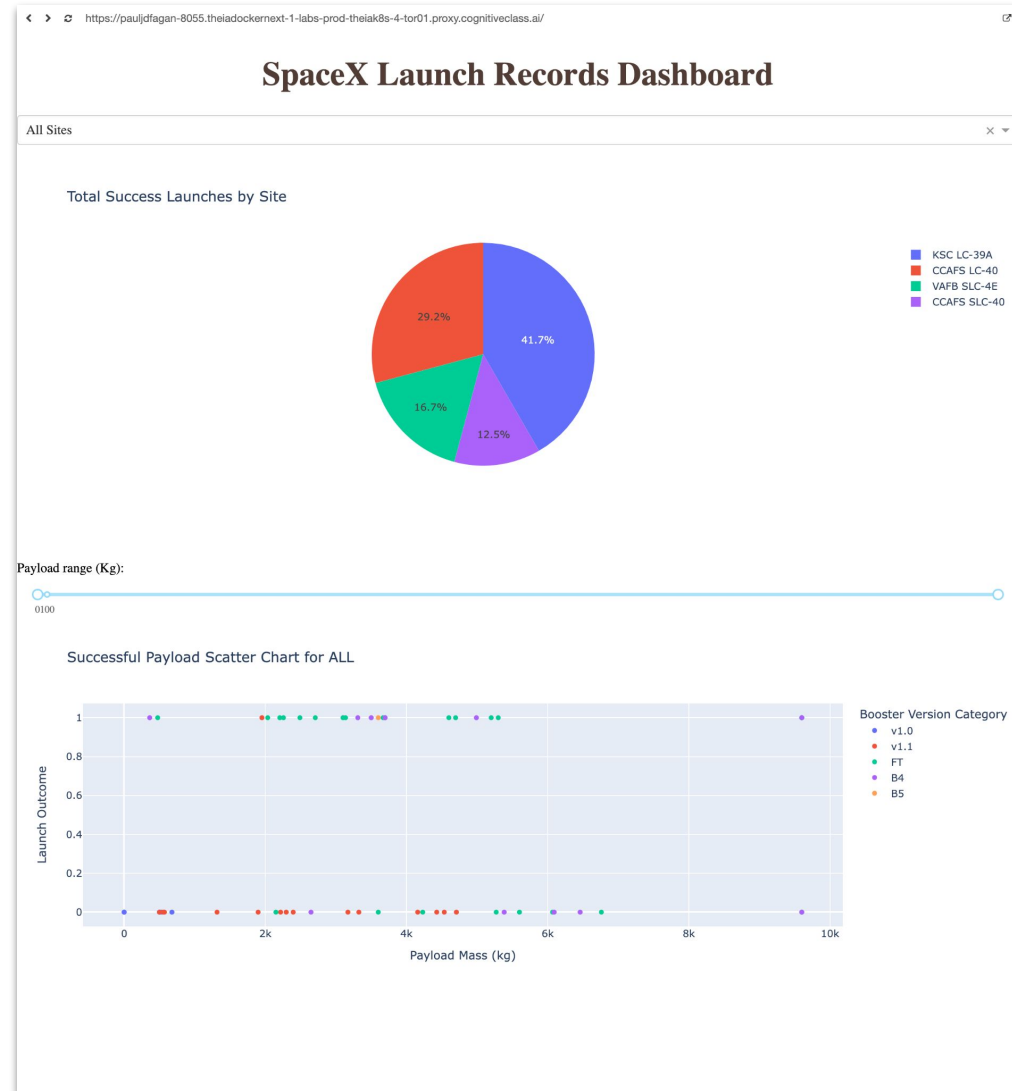 https://pauljdfagan-8055.theiadockernext-1-labs-prod-theiak8s-4-tor01.proxy.cognitiveclass.ai/
SpaceX Launch Records Dashboard
All Sites
Total Success Launches by Site
KSC LC-39A
CCAFS LC-40
VAFB SLC-4E
CCAFS SLC-40
29.2%
41.7%
16.7%
12.5%
Payload range (Kg):
0100
Successful Payload Scatter Chart for ALL
Booster Version Category
v1.0
v1.1
FT
B4
B5
Launch Outcome
1
0.8
0.6
0.4
0.2
0
0 2k 4k 6k 8k 10k
Payload Mass (kg)